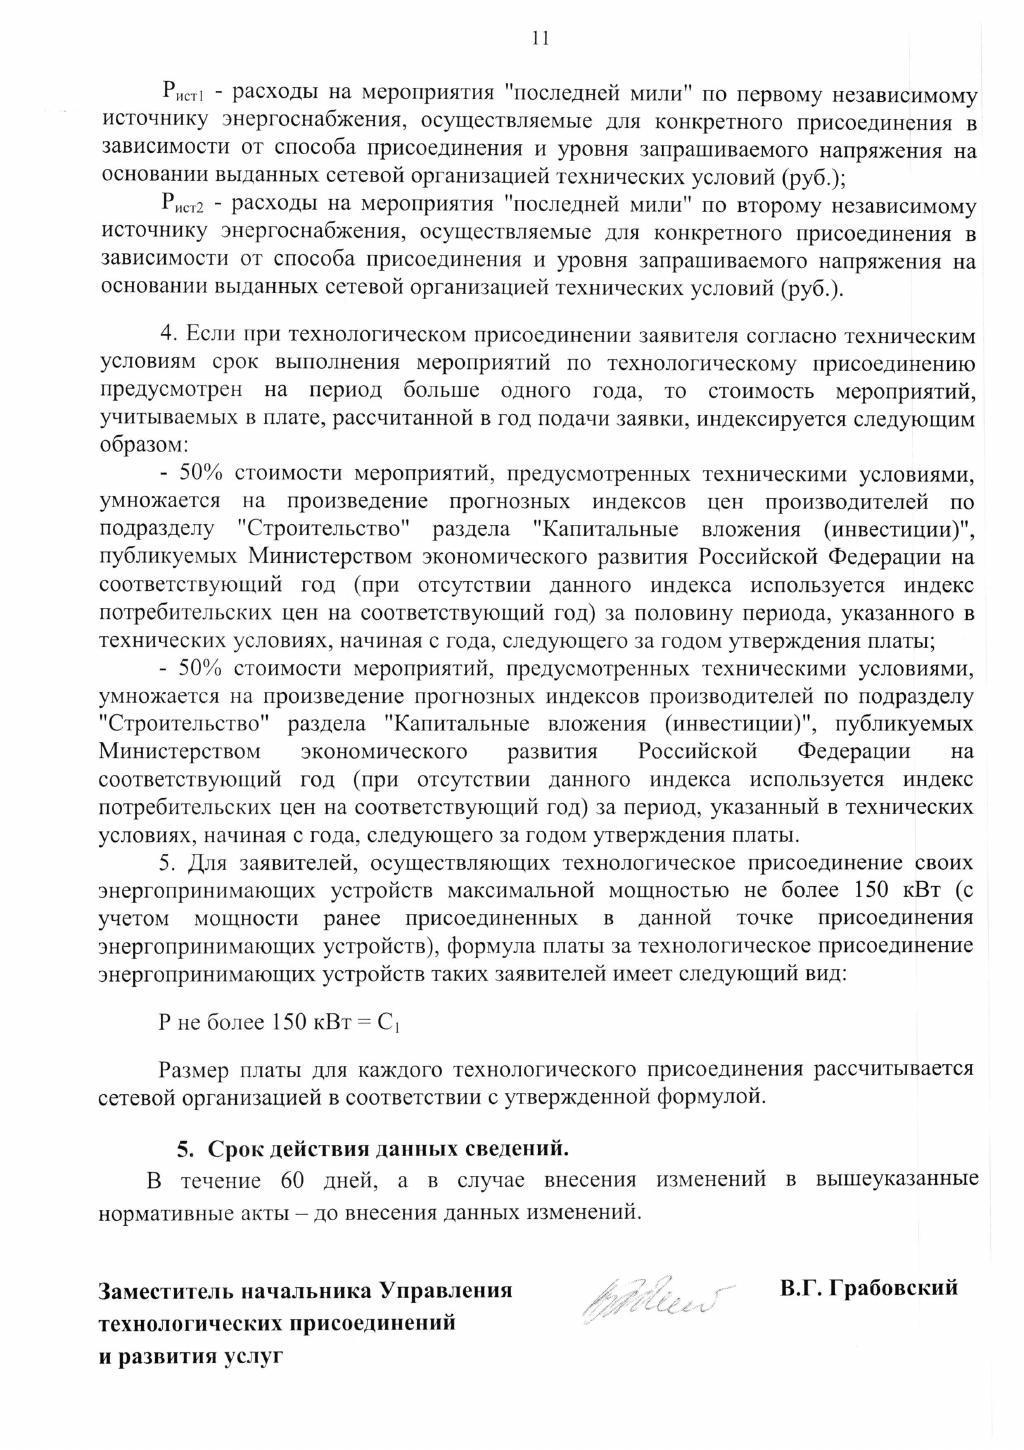 11
Рист1 - расходы на мероприятия "последней мили" по первому независимому
источнику энергоснабжения, осуществляемые для конкретного присоединения в
зависимости от способа присоединения и уровня запрашиваемого напряжения на
основании выданных сетевой организацией технических условий (руб.);
Рист2 - расходы на мероприятия "последней мили" по второму независимому
источнику энергоснабжения, осуществляемые для конкретного присоединения в
зависимости от способа присоединения и уровня запрашиваемого напряжения на
основании выданных сетевой организацией технических условий (руб.).
4. Если при технологическом присоединении заявителя согласно техническим
условиям срок выполнения мероприятий по технологическому присоединению
предусмотрен на период больше одного года, то стоимость мероприятий,
учитываемых в плате, рассчитанной в год подачи заявки, индексируется следующим
образом:
- 50% стоимости мероприятий, предусмотренных техническими условиями,
умножается на произведение прогнозных индексов цен производителей по
подразделу "Строительство" раздела "Капитальные вложения (инвестиции)",
публикуемых Министерством экономического развития Российской Федерации на
соответствующий год (при отсутствии данного индекса используется индекс
потребительских цен на соответствующий год) за половину периода, указанного в
технических условиях, начиная с года, следующего за годом утверждения платы;
- 50% стоимости мероприятий, предусмотренных техническими условиями,
умножается на произведение прогнозных индексов производителей по подразделу
"Строительство" раздела "Капитальные вложения (инвестиции)", публикуемых
Министерством экономического развития Российской Федерации на
соответствующий год (при отсутствии данного индекса используется индекс
потребительских цен на соответствующий год) за период, указанный в технических
условиях, начиная с года, следующего за годом утверждения платы.
5. Для заявителей, осуществляющих технологическое присоединение своих
энергопринимающих устройств максимальной мощностью не более 150 кВт (с
учетом мощности ранее присоединенных в данной точке присоединения
энергопринимающих устройств), формула платы за технологическое присоединение
энергопринимающих устройств таких заявителей имеет следующий вид:
Р не более 150 кВт = С1
Размер платы для каждого технологического присоединения рассчитывается
сетевой организацией в соответствии с утвержденной формулой.
5. Срок действия данных сведений.
В течение 60 дней, а в случае внесения изменений в вышеуказанные
нормативные акты – до внесения данных изменений.
Заместитель начальника Управления В.Г. Грабовский
технологических присоединений
и развития услуг